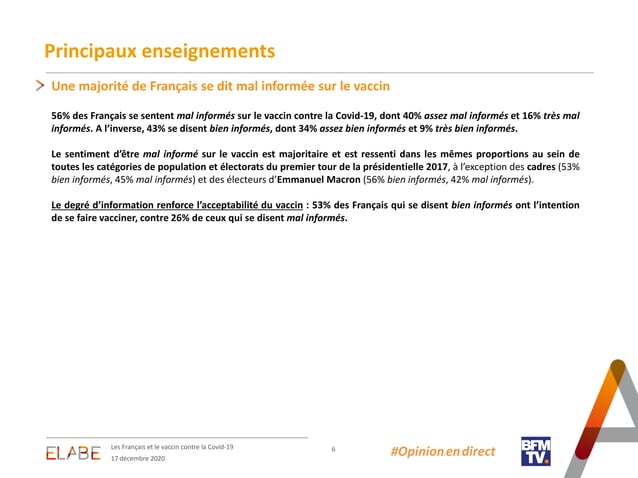 Principaux enseignements
Une majorité de Français se dit mal informée sur le vaccin
56% des Français se sentent mal informés sur le vaccin contre la Covid-19, dont 40% assez mal informés et 16% très mal
informés. A l’inverse, 43% se disent bien informés, dont 34% assez bien informés et 9% très bien informés.
Le sentiment d’être mal informé sur le vaccin est majoritaire et est ressenti dans les mêmes proportions au sein de
toutes les catégories de population et électorats du premier tour de la présidentielle 2017, à l’exception des cadres (53%
bien informés, 45% mal informés) et des électeurs d’Emmanuel Macron (56% bien informés, 42% mal informés).
Le degré d’information renforce l’acceptabilité du vaccin : 53% des Français qui se disent bien informés ont l’intention
de se faire vacciner, contre 26% de ceux qui se disent mal informés.
ELABE
Les Français et le vaccin contre la Covid-19
17 décembre 2020
6
#Opinionendirect
BFM
TV.